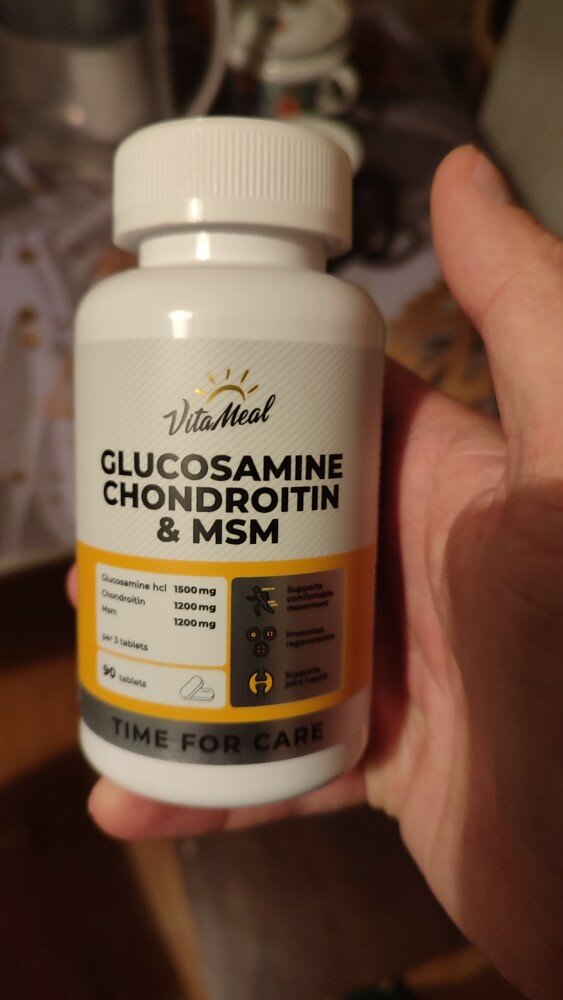 VitaMeal
GLUCOSAMINE
CHONDROITIN
& MSM
Glucosamine hcl 1500 mg
Chondroitin 1200 mg
Msm 1200 mg
per 3 tablets
90 tablets
Supports
comfortable
movement
Promotes
regeneration
Supports
joint health
TIME FOR CARE